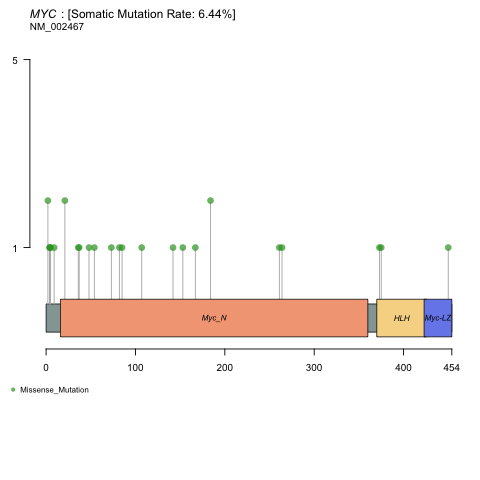 MYC : [Somatic Mutation Rate: 6.44%]
NM_002467
5
1
Myc_N HLH Myc-LZ
0 100 200 300 400 454
Missense_Mutation